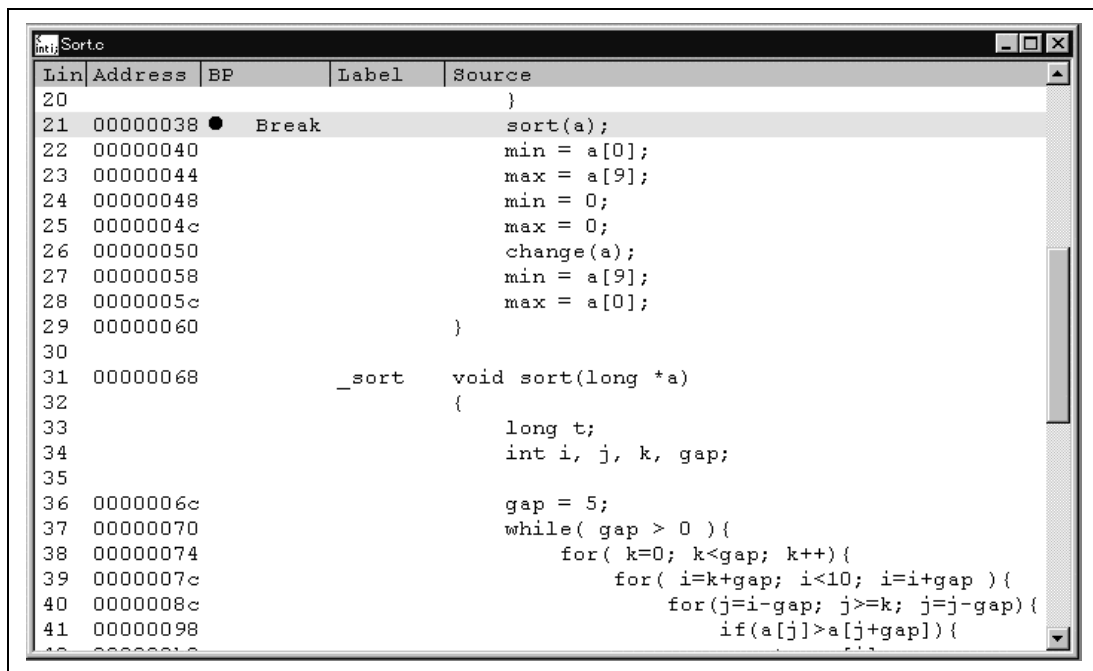 Sort.c
Lin Address BP Label Source
20 }
21 00000038 ● Break sort(a);
22 00000040 min = a[0];
23 00000044 max = a[9];
24 00000048 min = 0;
25 0000004c max = 0;
26 00000050 change(a);
27 00000058 min = a[9];
28 0000005c max = a[0];
29 00000060 }
30
31 00000068 _sort void sort(long *a)
32 {
33 long t;
34 int i, j, k, gap;
35
36 0000006c gap = 5;
37 00000070 while( gap > 0 ){
38 00000074 for( k=0; k<gap; k++){
39 0000007c for( i=k+gap; i<10; i=i+gap ){
40 0000008c for(j=i-gap; j>=k; j=j-gap){
41 00000098 if(a[j]>a[j+gap]){